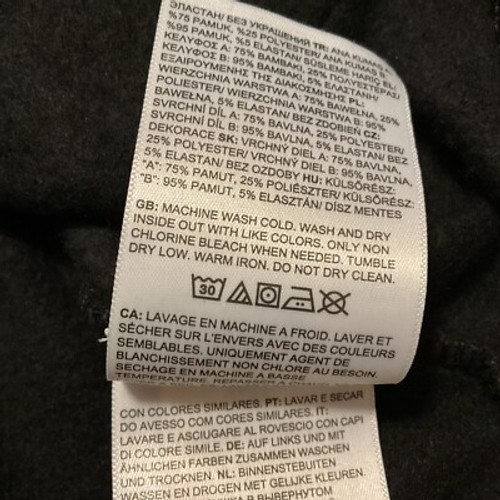 ЭЛАСТАН/ БЕЗ УКРАШЕНИЙ TR: ANA KUMAS A:
%75 PAMUK, %25 POLYESTER/ ANA KUMAS B:
%95 PAMUK, %5 ELASTAN/ SÜSLEME HARİÇ EL:
ΚΕΛΥΦΟΣ A: 75% BAMBAKI, 25% ΠΟΛΥΕΣΤΕΡΑΣ/
ΚΕΛΥΦΟΣ B: 95% BAMBAKI, 5% ΕΛΑΣΤΑΝΗ/
ΕΞΑΙΡΟΥΜΕΝΗΣ ΤΗΣ ΔΙΑΚΟΣΜΗΣΗΣ PL:
WIERZCHNIA WARSTWA A: 75% BAWEŁNA, 25%
POLIESTER/ WIERZCHNIA WARSTWA B: 95%
BAWEŁNA, 5% ELASTAN/ BEZ ZDOBIEŃ CZ:
SVRCHNÍ DÍL A: 75% BAVLNA, 25% POLYESTER/
SVRCHNÍ DÍL B: 95% BAVLNA, 5% ELASTAN/ BEZ
DEKORACE SK: VRCHNÝ DIEL A: 75% BAVLNA,
25% POLYESTER/ VRCHNÝ DIEL B: 95% BAVLNA,
5% ELASTAN/ BEZ OZDOBY HU: KÜLSŐRÉSZ:
"A": 75% PAMUT, 25% POLIÉSZTER/ KÜLSŐRÉSZ:
"B": 95% PAMUT, 5% ELASZTÁN/ DÍSZ MENTES
GB: MACHINE WASH COLD. WASH AND DRY
INSIDE OUT WITH LIKE COLORS. ONLY NON
CHLORINE BLEACH WHEN NEEDED. TUMBLE
DRY LOW. WARM IRON. DO NOT DRY CLEAN.
30
CA: LAVAGE EN MACHINE A FROID. LAVER ET
SÉCHER SUR L'ENVERS AVEC DES COULEURS
SEMBLABLES. UNIQUEMENT AGENT DE
BLANCHISSEMENT NON CHLORE AU BESOIN.
SECHAGE EN MACHINE A BASSE
TEMPERATURE. REPASSER A
CON COLORES SIMILARES. PT: LAVAR E SECAR
DO AVESSO COM CORES SIMILARES. IT:
LAVARE E ASCIUGARE AL ROVESCIO CON CAPI
DI COLORE SIMILE. DE: AUF LINKS UND MIT
ÄHNLICHEN FARBEN ZUSAMMEN WASCHEN
UND TROCKNEN. NL: BINNENSTEBUITEN
WASSEN EN DROGEN MET GELIJKE KLEUREN.
В ВЫВЕРНУТОМ